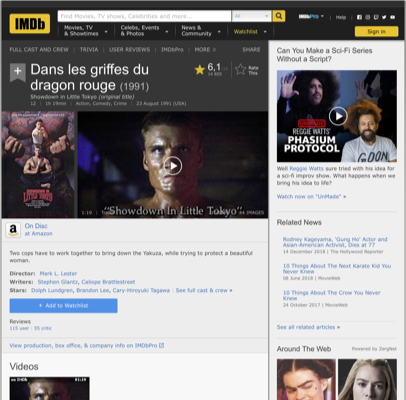 IMDb
Find Movies, TV shows, Celebrities and more...
All
IMDbPro
Help
Movies, TV
& Showtimes
Celebs, Events
& Photos
News &
Community
Watchlist
Sign in
FULL CAST AND CREW | TRIVIA | USER REVIEWS | IMDbPro | MORE
SHARE
Dans les griffes du
dragon rouge (1991)
Showdown in Little Tokyo (original title)
12 | 1h 19min | Action, Comedy, Crime | 23 August 1991 (USA)
6,1
Rate
This
1:19
"Showdown In Little Tokyo"
IMAGES
On Disc
at Amazon
Two cops have to work together to bring down the Yakuza, while trying to protect a beautiful
woman.
Director: Mark L. Lester
Writers: Stephen Glantz, Caliope Brattlestreet
Stars: Dolph Lundgren, Brandon Lee, Cary-Hiroyuki Tagawa | See full cast & crew »
+ Add to Watchlist
Reviews
115 user | 35 critic
View production, box office, & company info on IMDbPro
Videos
Can You Make a Sci-Fi Series
Without a Script?
REGGIE WATTS'
PHASIUM
PROTOCOL
Well Reggie Watts sure tried with his idea for
a sci-fi improv show. What happens when we
bring his idea to life?
Watch now on "UnMade" »
Related News
Rodney Kageyama, 'Gung Ho' Actor and
Asian-American Activist, Dies at 77
14 December 2018 | The Hollywood Reporter
10 Things About The Next Karate Kid You
Never Knew
08 June 2018 | MovieWeb
10 Things About The Crow You Never
Knew
24 October 2017 | MovieWeb
See all related articles »
Around The Web
Powered by ZergNet